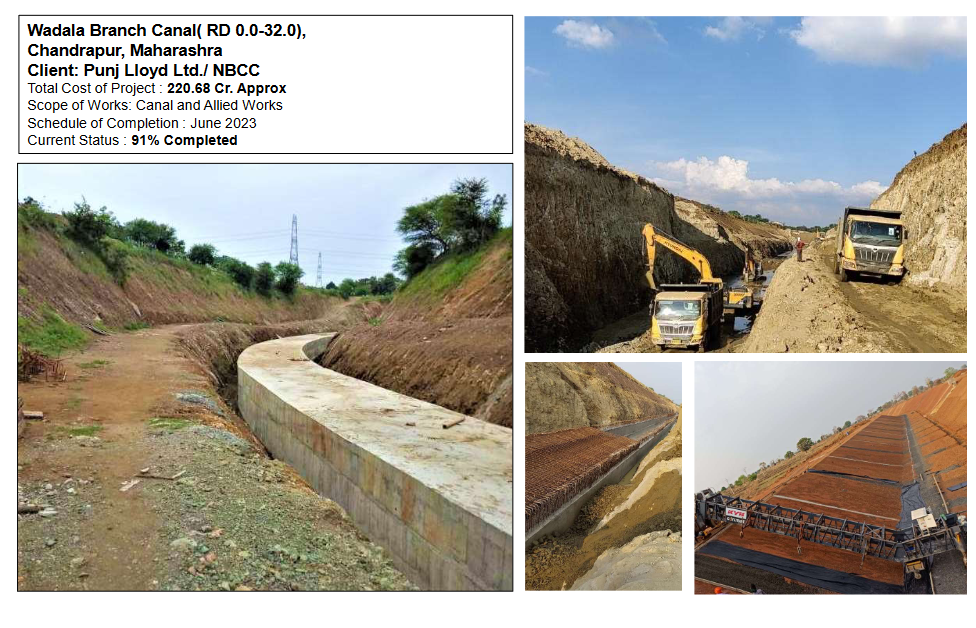 Wadala Branch Canal( RD 0.0-32.0),
Chandrapur, Maharashra
Client: Punj Lloyd Ltd./ NBCC
Total Cost of Project : 220.68 Cr. Approx
Scope of Works: Canal and Allied Works
Schedule of Completion : June 2023
Current Status : 91% Completed
KYR